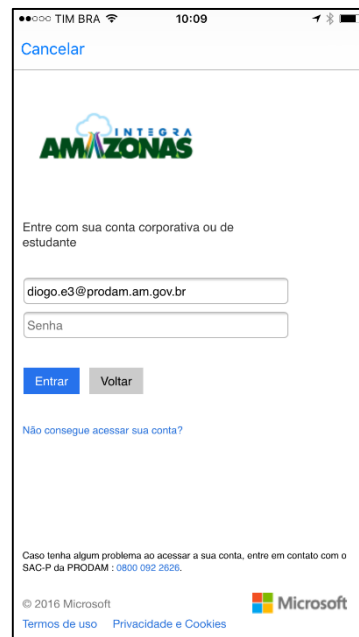 TIM BRA 10:09
Cancelar
INTEGRA
AMAZONAS
Entre com sua conta corporativa ou de
estudante
diogo.e3@prodam.am.gov.br
Senha
Entrar Voltar
Não consegue acessar sua conta?
Caso tenha algum problema ao acessar a sua conta, entre em contato com o
SAC-P da PRODAM : 0800 092 2626.
© 2016 Microsoft Microsoft
Termos de uso Privacidade e Cookies